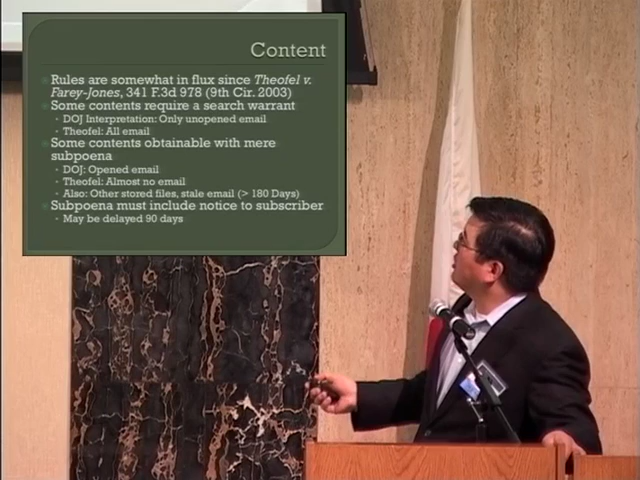 Content
Rules are somewhat in flux since Theofel v.
Farey-Jones, 341 F.3d 978 (9th Cir. 2003)
Some contents require a search warrant
DOJ Interpretation: Only unopened email
Theofel: All email
Some contents obtainable with mere
subpoena
DOJ: Opened email
Theofel: Almost no email
Also: Other stored files, stale email (> 180 Days)
Subpoena must include notice to subscriber
May be delayed 90 days